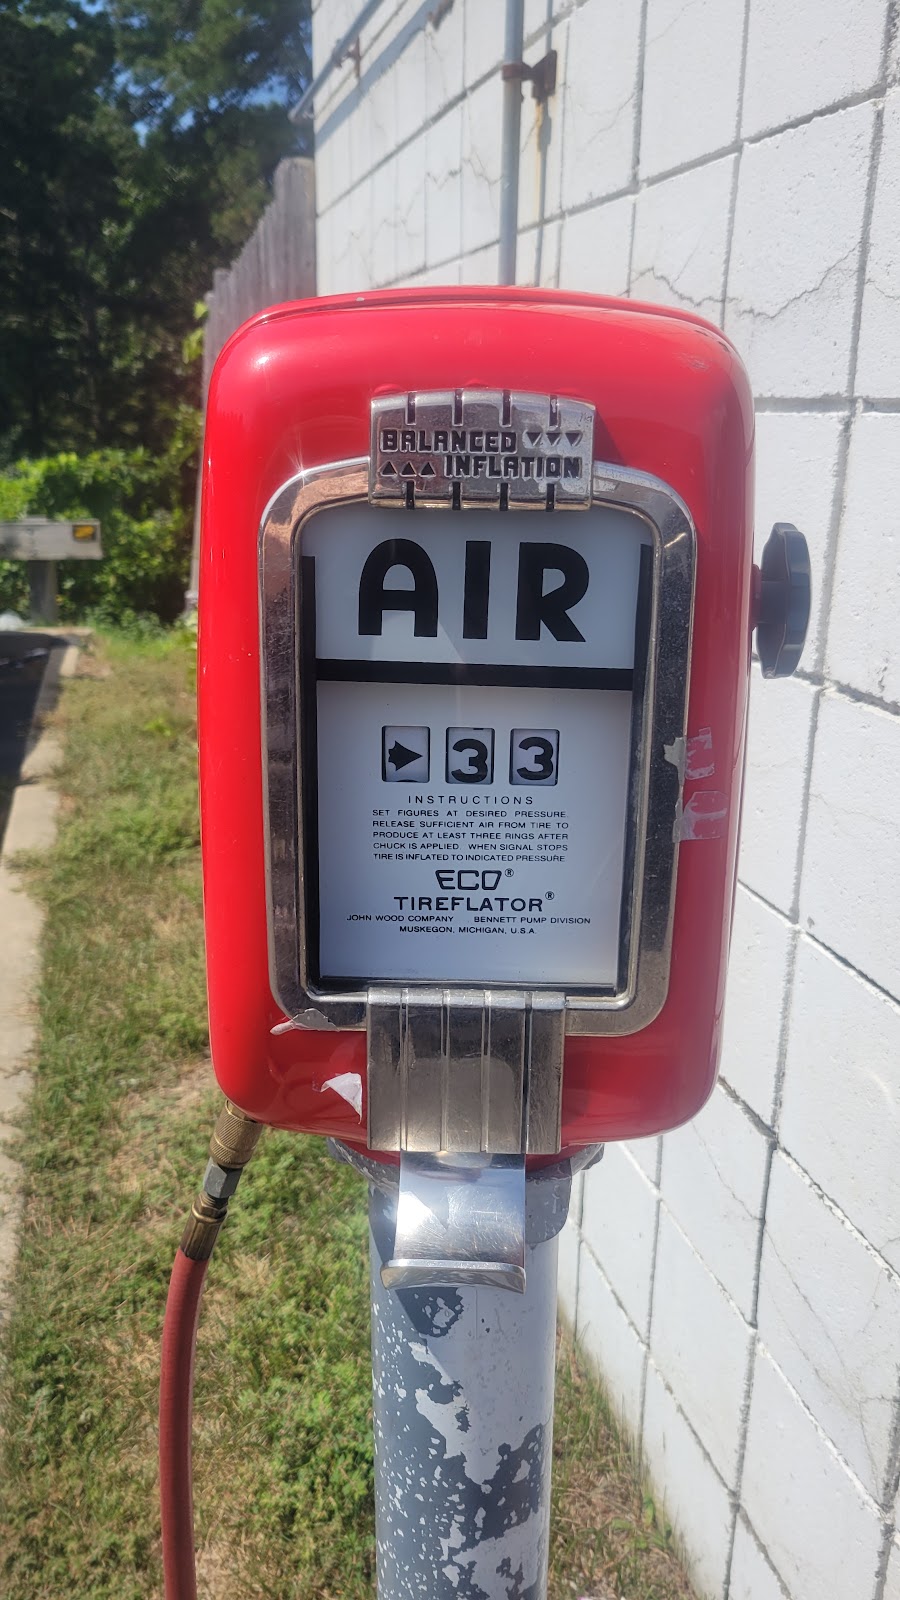 BALANCED ▼▼▼
▲▲▲ INFLATION
AIR
33
INSTRUCTIONS
SET FIGURES AT DESIRED PRESSURE.
RELEASE SUFFICIENT AIR FROM TIRE TO
PRODUCE AT LEAST THREE RINGS AFTER
CHUCK IS APPLIED. WHEN SIGNAL STOPS
TIRE IS INFLATED TO INDICATED PRESSURE
ECO®
TIREFLATOR®
JOHN WOOD COMPANY BENNETT PUMP DIVISION
MUSKEGON, MICHIGAN, U.S.A.